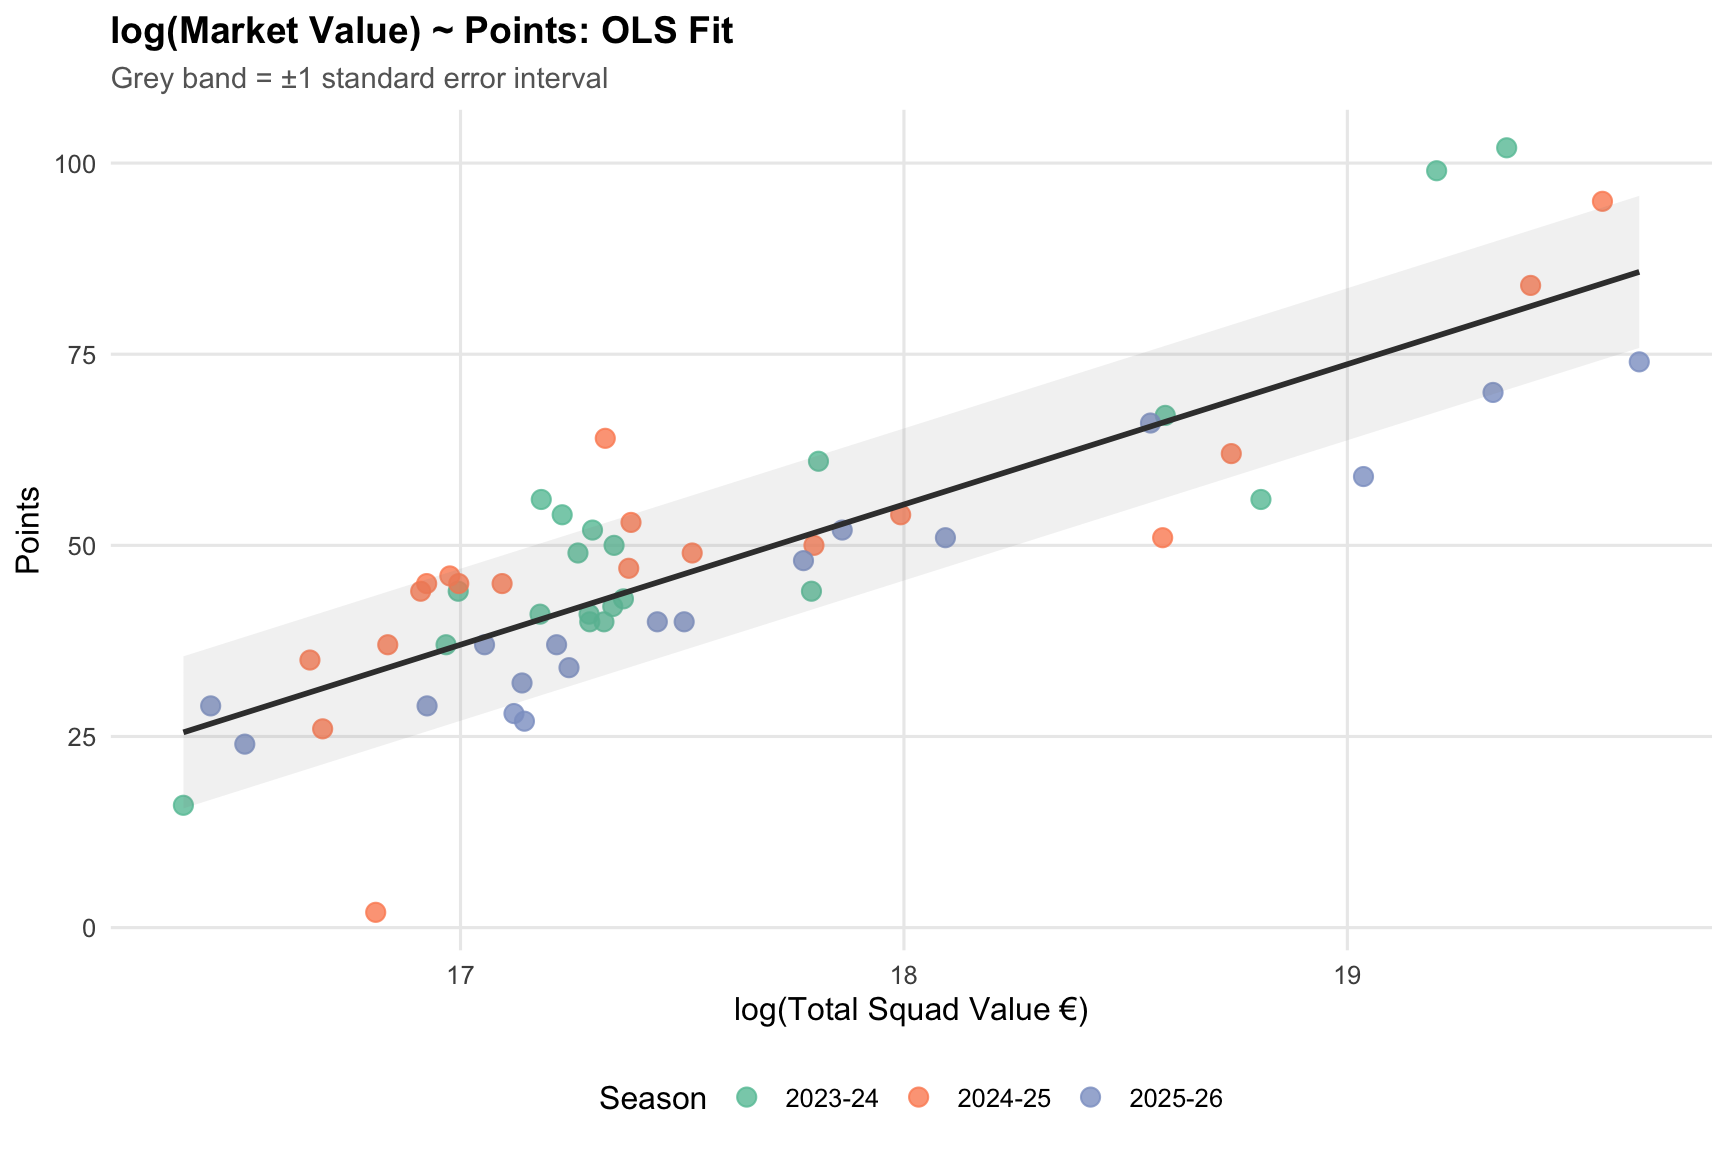 log(Market Value) ~ Points: OLS Fit
Grey band = ±1 standard error interval
100
75
50
25
0
Points
17 18 19
log(Total Squad Value €)
Season 2023-24 2024-25 2025-26